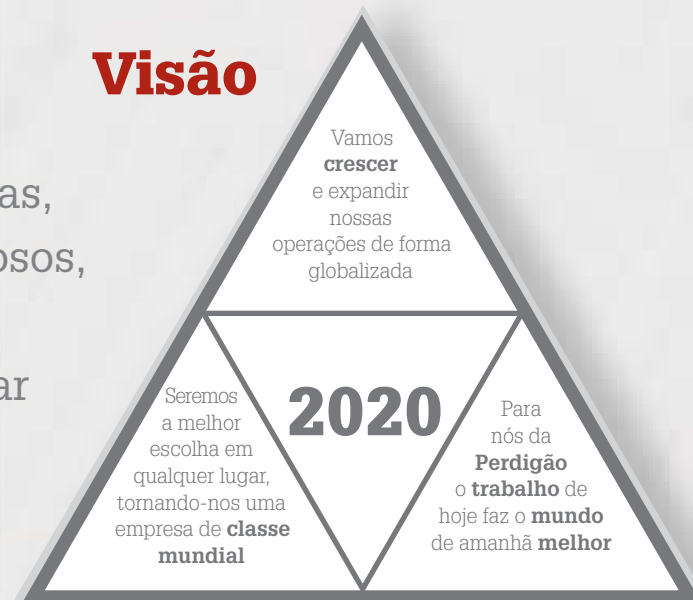 Visão
as,
osos,
ar
Vamos
crescer
e expandir
nossas
operações de forma
globalizada
2020
Seremos
a melhor
escolha em
qualquer lugar,
tornando-nos uma
empresa de classe
mundial
Para
nós da
Perdigão
o trabalho de
hoje faz o mundo
de amanhã melhor